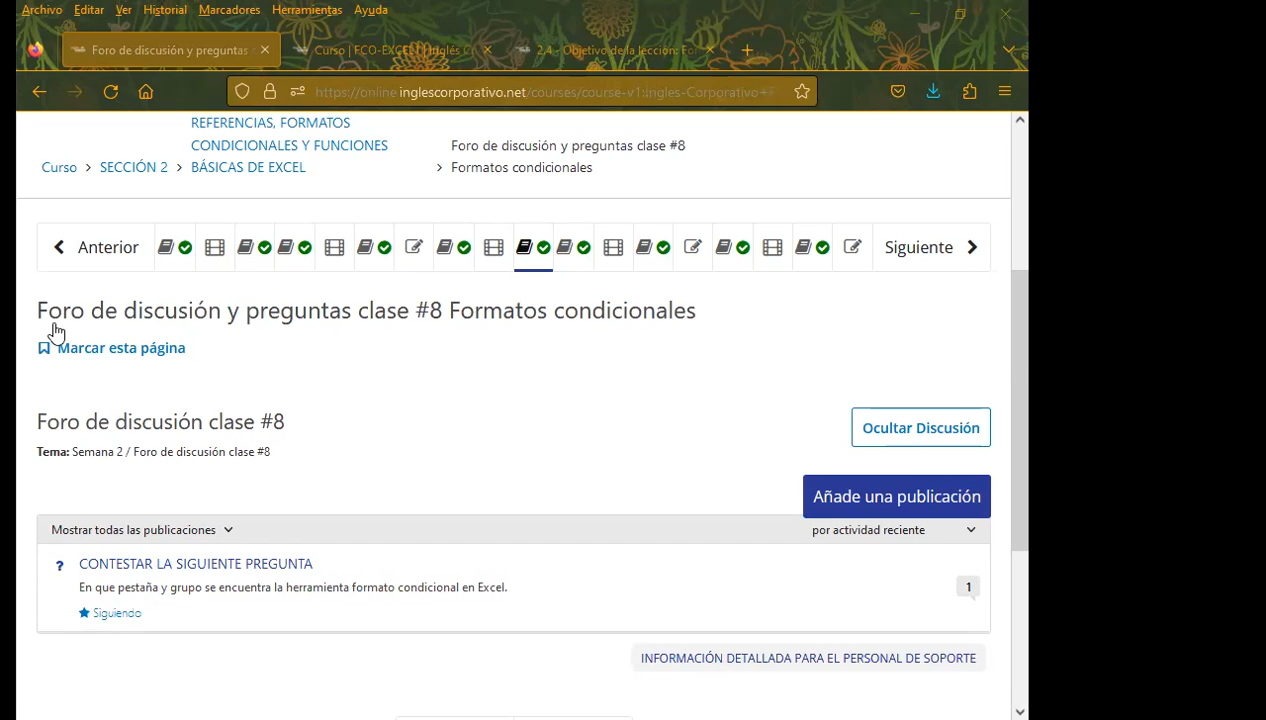 Archivo Editar Ver Historial Marcadores Herramientas Ayuda
Foro de discusión y preguntas
Curso | FCO-EXCEL | Inglés C
2.4 - Objetivo de la lección: Fo
https://online.inglescorporativo.net/courses/course-v1:Ingles-Corporativo+F
REFERENCIAS, FORMATOS
CONDICIONALES Y FUNCIONES
BÁSICAS DE EXCEL
Foro de discusión y preguntas clase #8
Curso > SECCIÓN 2 >
> Formatos condicionales
Anterior
Siguiente
Foro de discusión y preguntas clase #8 Formatos condicionales
Marcar esta página
Foro de discusión clase #8
Ocultar Discusión
Tema: Semana 2 / Foro de discusión clase #8
Añade una publicación
Mostrar todas las publicaciones
por actividad reciente
? CONTESTAR LA SIGUIENTE PREGUNTA
En que pestaña y grupo se encuentra la herramienta formato condicional en Excel.
1
Siguiendo
INFORMACIÓN DETALLADA PARA EL PERSONAL DE SOPORTE